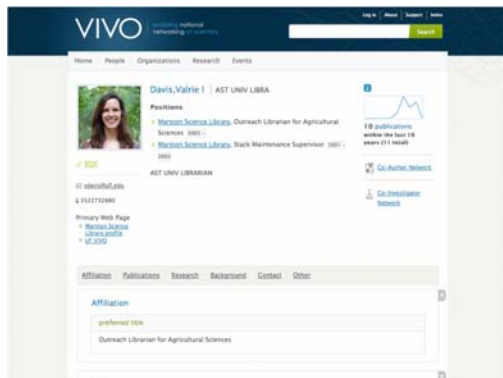 VIVO
enabling national
networking of scientists
Log in About Support Index
Search
Home People Organizations Research Events
Davis,Valrie I AST UNIV LIBRA
Positions
Marston Science Library, Outreach Librarian for Agricultural
Sciences 2005 -
Marston Science Library, Stack Maintenance Supervisor 2001 -
2003
AST UNIV LIBRARIAN
RDF
3522732880
Primary Web Page
Marston Science
Library profile
UF VIVO
10 publications
within the last 10
years (11 total)
Co-Author Network
Co-Investigator
Network
Affiliation Publications Research Background Contact Other
Affiliation
preferred title
Outreach Librarian for Agricultural Sciences